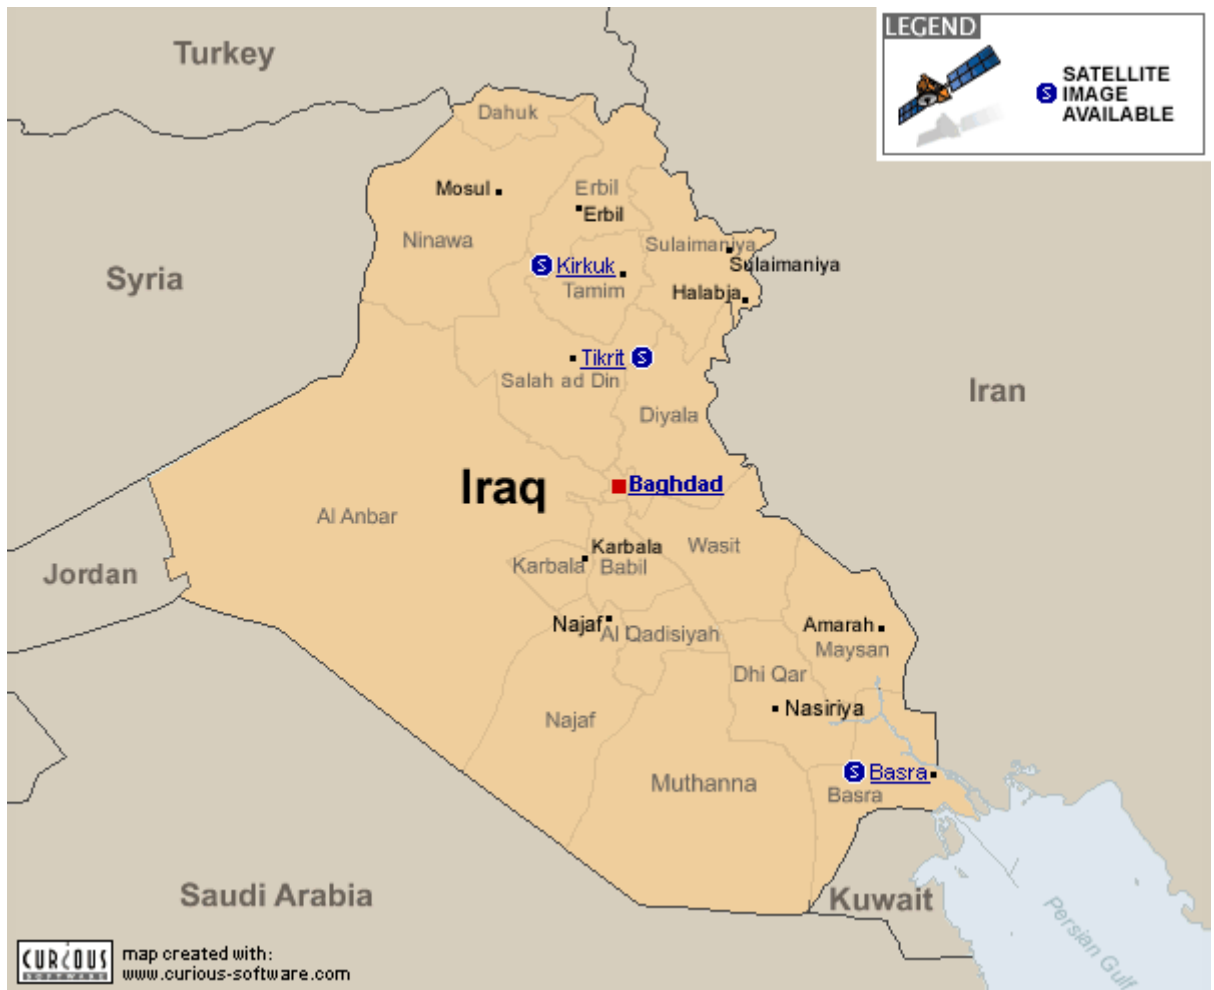 LEGEND
SATELLITE
IMAGE
AVAILABLE
S
Turkey
Dahuk
Mosul
Erbil
Erbil
Ninawa
Sulaimaniya
Sulaimaniya
S Kirkuk
Tamim
Halabja
Syria
Tikrit S
Salah ad Din
Iran
Diyala
Iraq
Baghdad
Al Anbar
Karbala
Wasit
Karbala
Babil
Jordan
Najaf
Al Qadisiyah
Amarah
Maysan
Dhi Qar
Nasiriya
Najaf
Muthanna
S Basra
Basra
Saudi Arabia
Kuwait
Persian Gulf
CURIOUS
SOFTWARE
map created with:
www.curious-software.com